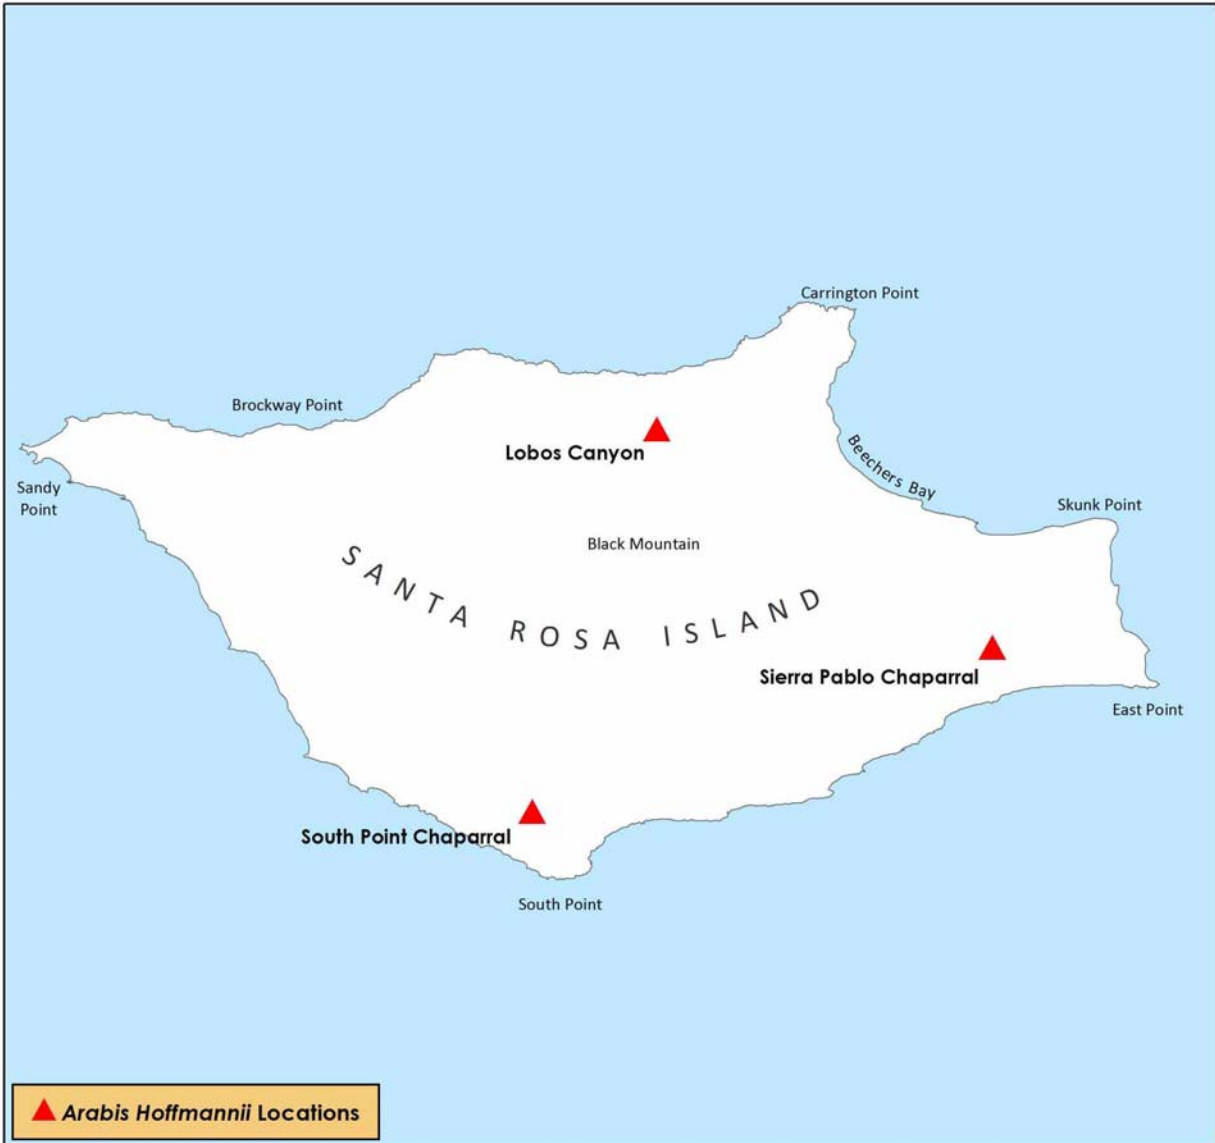 Carrington Point
Brockway Point
Lobos Canyon
Beechers Bay
Sandy
Point
Skunk Point
Black Mountain
SANTA ROSA ISLAND
Sierra Pablo Chaparral
East Point
South Point Chaparral
South Point
Arabis Hoffmannii Locations